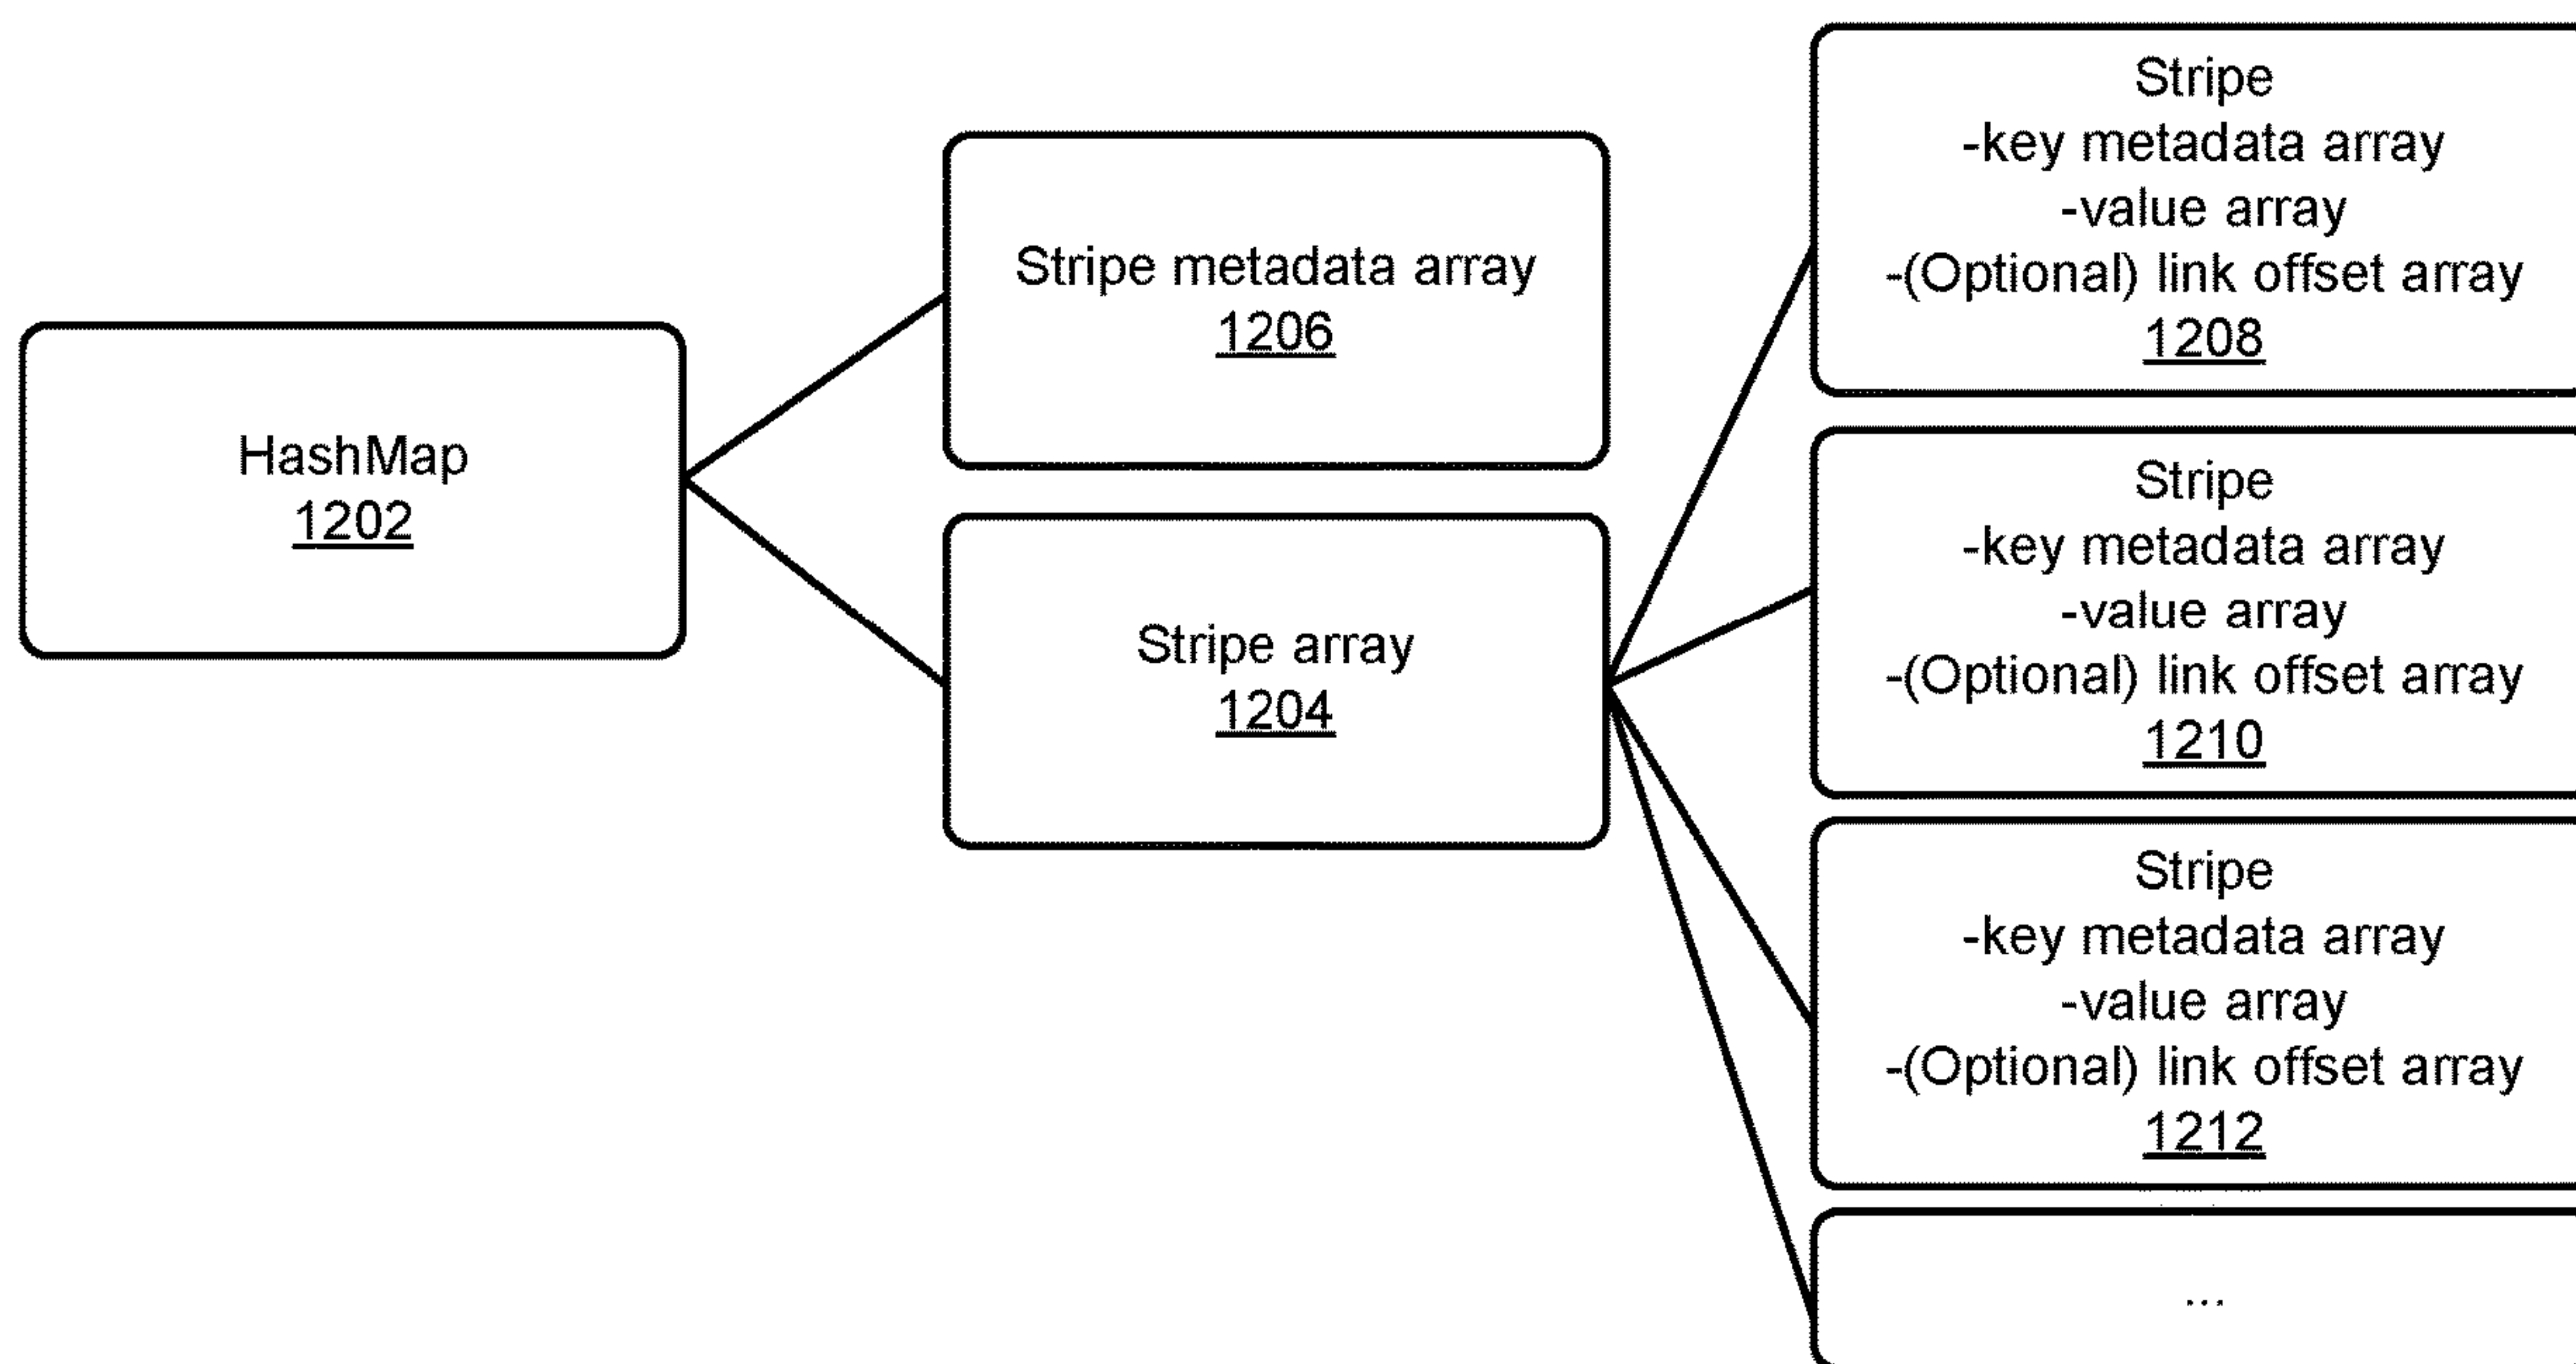 HashMap
1202
Stripe metadata array
1206
Stripe array
1204
Stripe
-key metadata array
-value array
-(Optional) link offset array
1208
Stripe
-key metadata array
-value array
-(Optional) link offset array
1210
Stripe
-key metadata array
-value array
-(Optional) link offset array
1212
...